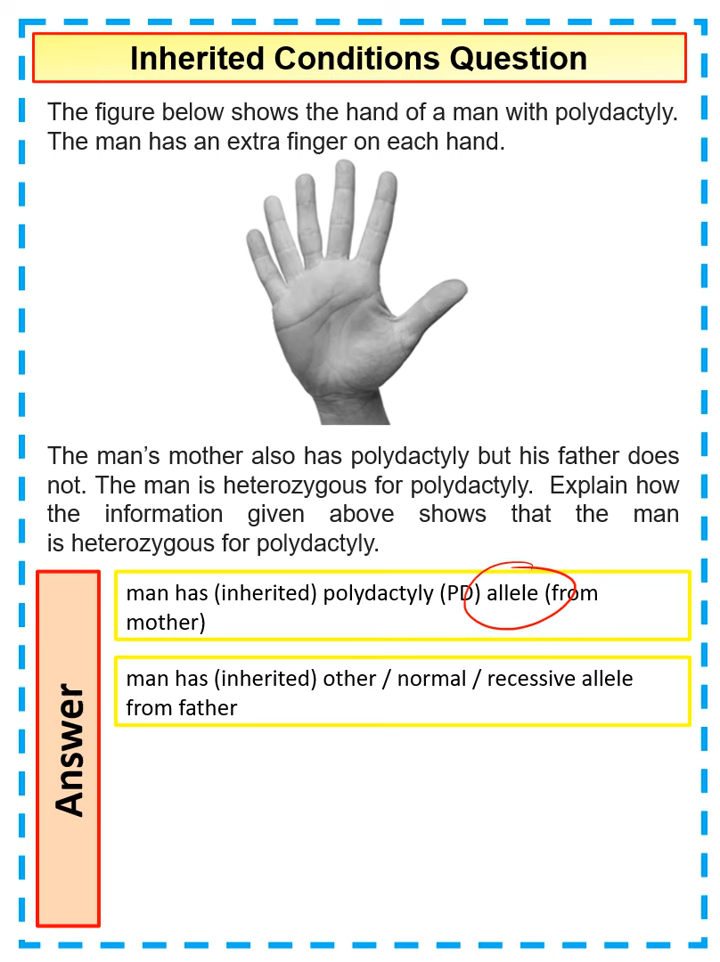 Inherited Conditions Question
The figure below shows the hand of a man with polydactyly.
The man has an extra finger on each hand.
The man’s mother also has polydactyly but his father does
not. The man is heterozygous for polydactyly. Explain how
the information given above shows that the man
is heterozygous for polydactyly.
Answer
man has (inherited) polydactyly (PD) allele (from
mother)
man has (inherited) other / normal / recessive allele
from father